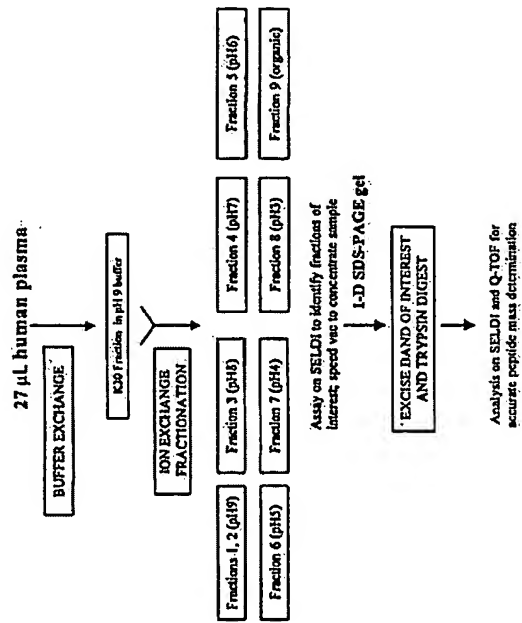 27 µL human plasma
BUFFER EXCHANGE
K30 Fraction in pH 9 buffer
ION EXCHANGE
FRACTIONATION
Fractions 1, 2 (pH9)
Fraction 3 (pH8)
Fraction 4 (pH7)
Fraction 5 (pH6)
Fraction 6 (pH5)
Fraction 7 (pH4)
Fraction 8 (pH3)
Fraction 9 (organic)
Assay on SELDI to identify fractions of
interest; speed vac to concentrate sample
1-D SDS-PAGE gel
EXCISE BAND OF INTEREST
AND TRYPSIN DIGEST
Analysis on SELDI and Q-TOF for
accurate peptide mass determination